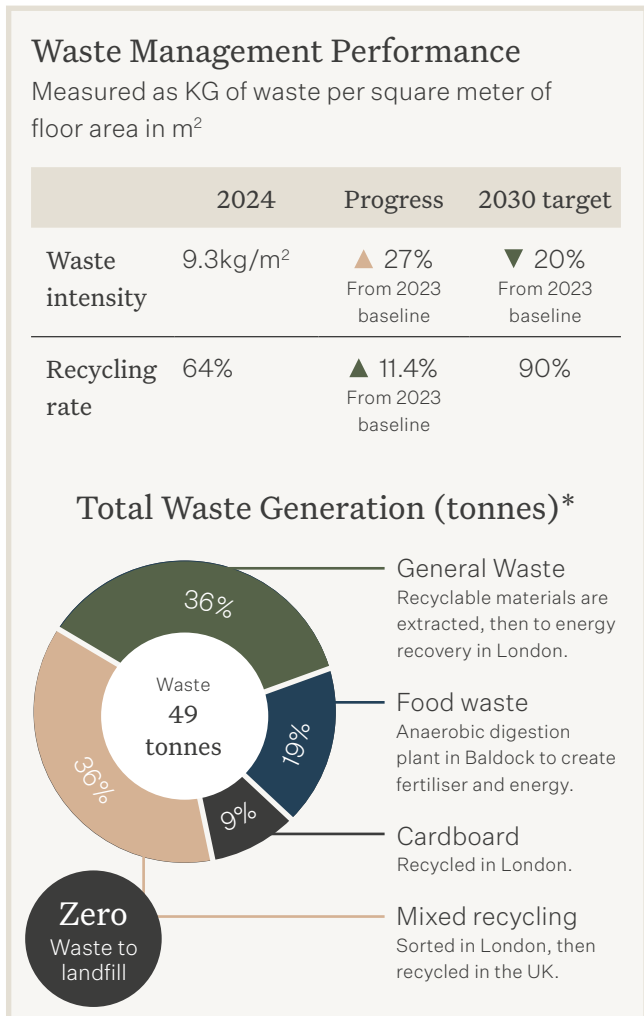 Waste Management Performance
Measured as KG of waste per square meter of
floor area in m²
2024 Progress 2030 target
Waste intensity 9.3kg/m² ▲ 27% From 2023 baseline ▼ 20% From 2023 baseline
Recycling rate 64% ▲ 11.4% From 2023 baseline 90%
Total Waste Generation (tonnes)*
36%
19%
9%
36%
Waste
49
tonnes
General Waste
Recyclable materials are
extracted, then to energy
recovery in London.
Food waste
Anaerobic digestion
plant in Baldock to create
fertiliser and energy.
Cardboard
Recycled in London.
Mixed recycling
Sorted in London, then
recycled in the UK.
Zero
Waste to
landfill